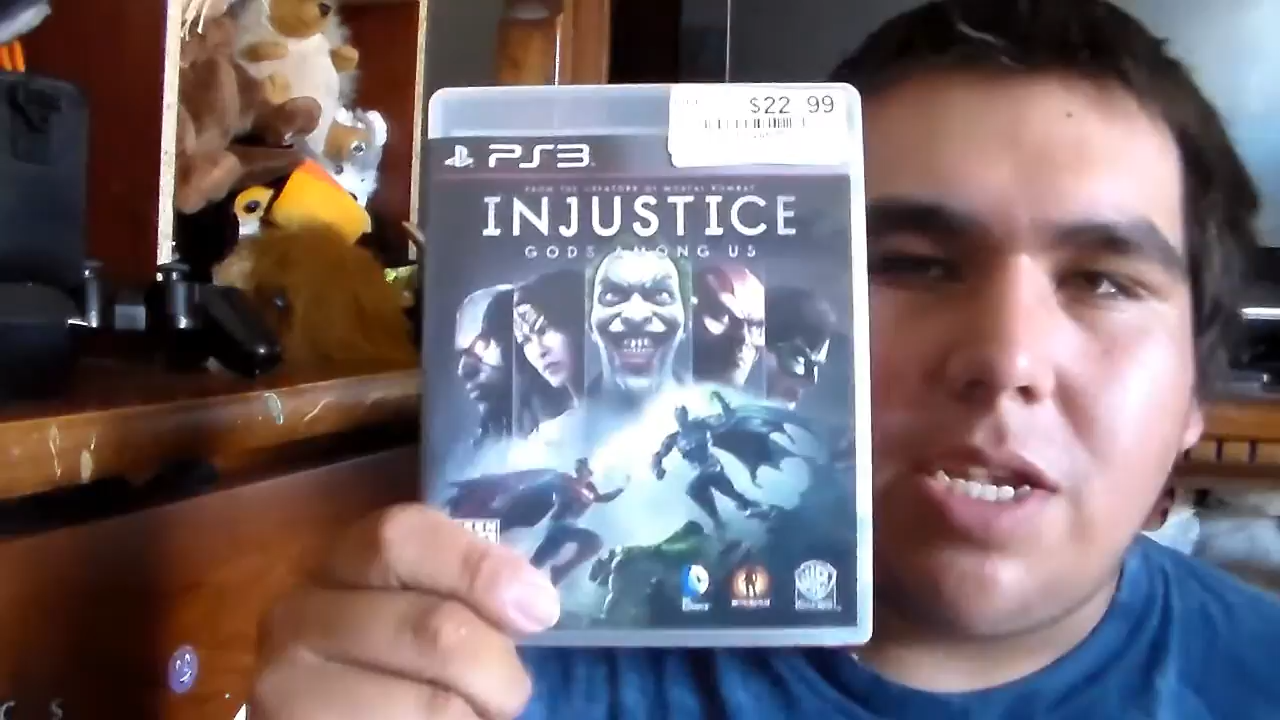 $22 99
PS3
FROM THE CREATORS OF MORTAL KOMBAT
INJUSTICE
GODS AMONG US
C S